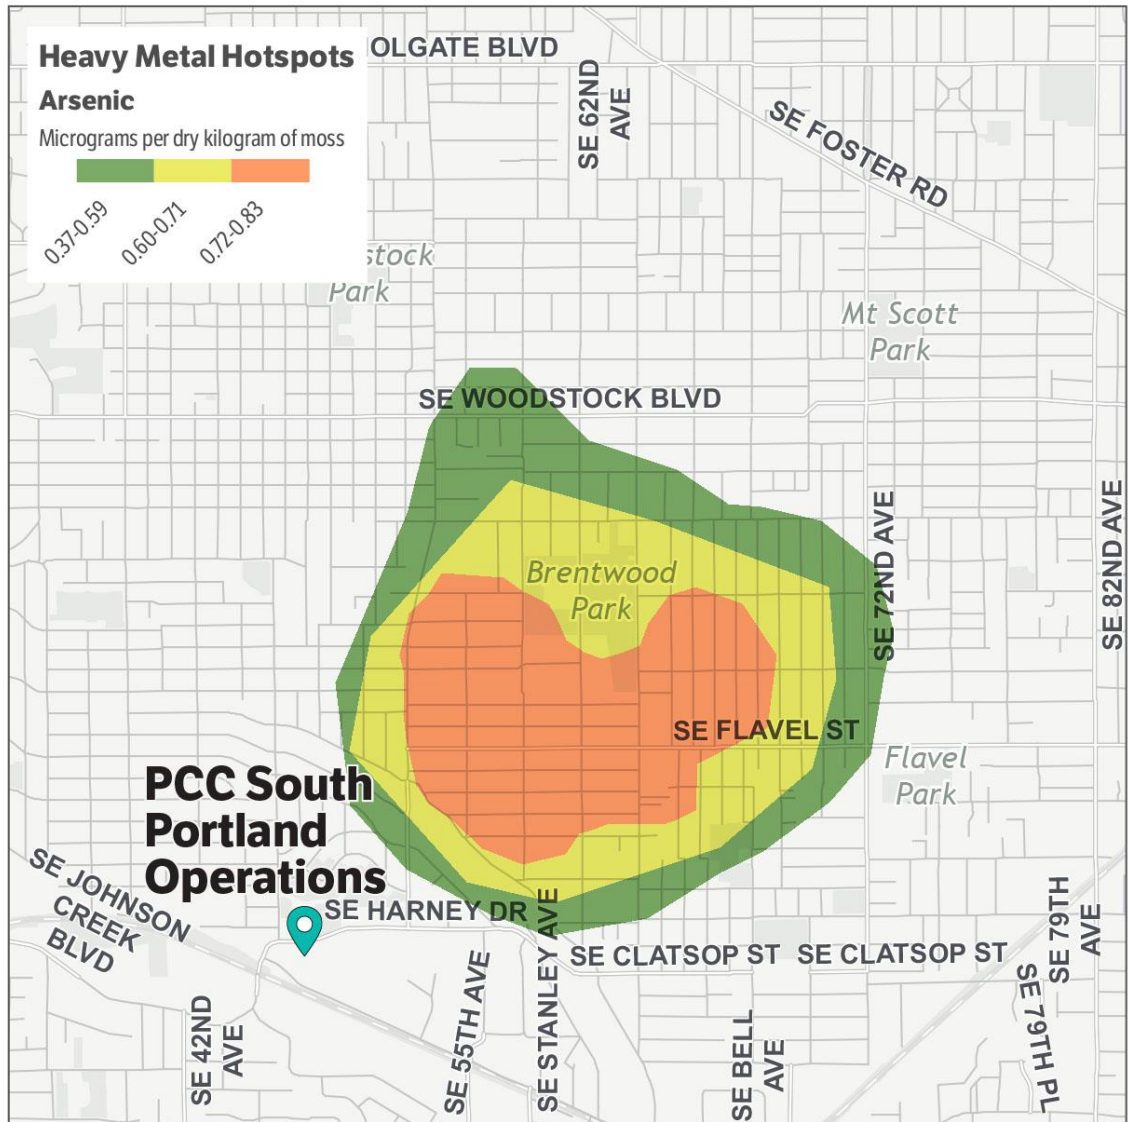 Heavy Metal Hotspots
Arsenic
Micrograms per dry kilogram of moss
0.37-0.59
0.60-0.71
0.72-0.83
OLGATE BLVD
SE 62ND
AVE
SE FOSTER RD
stock
Park
Mt Scott
Park
SE WOODSTOCK BLVD
SE 72ND AVE
SE 82ND AVE
Brentwood
Park
SE FLAVEL ST
Flavel
Park
PCC South
Portland
Operations
SE JOHNSON
CREEK
BLVD
SE HARNEY DR
SE STANLEY AVE
SE CLATSOP ST
SE CLATSOP ST
SE 79TH
AVE
SE 42ND
AVE
SE 55TH AVE
SE BELL
AVE
SE 79TH PL